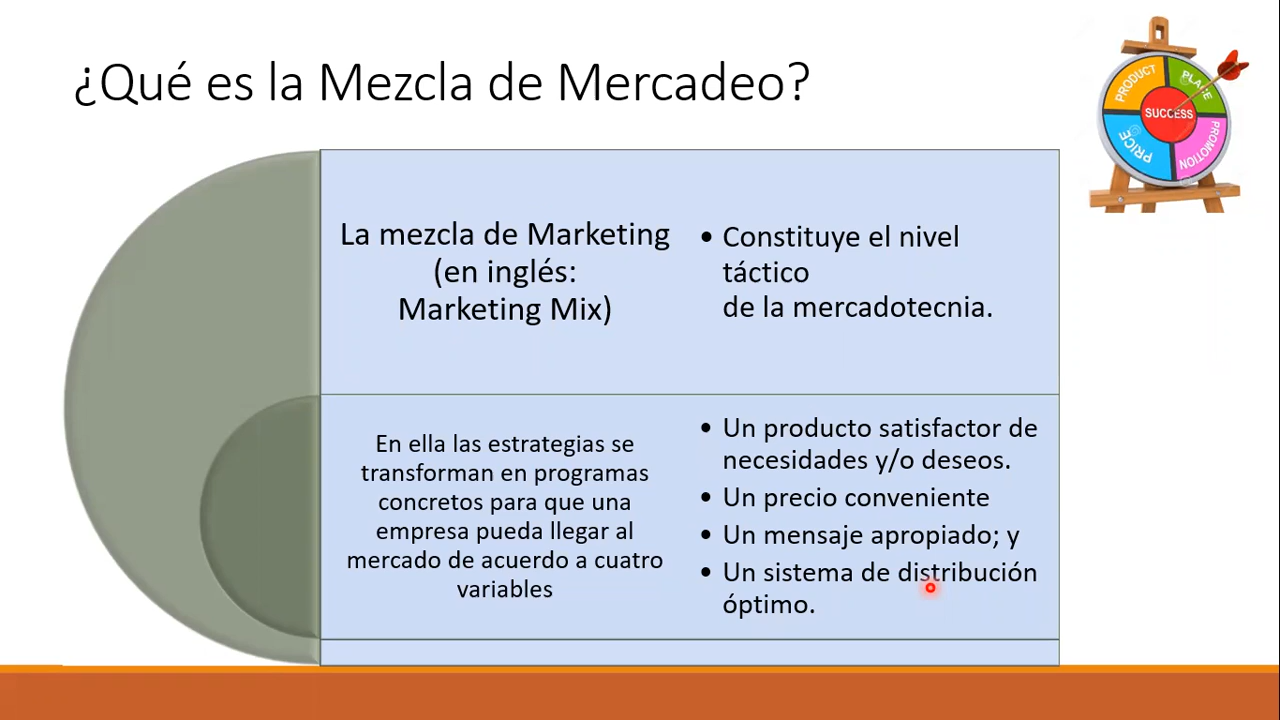 ¿Qué es la Mezcla de Mercadeo?
PRODUCT
PLACE
SUCCESS
PRICE
PROMOTION
La mezcla de Marketing
(en inglés:
Marketing Mix)
• Constituye el nivel
táctico
de la mercadotecnia.
En ella las estrategias se
transforman en programas
concretos para que una
empresa pueda llegar al
mercado de acuerdo a cuatro
variables
• Un producto satisfactor de
necesidades y/o deseos.
• Un precio conveniente
• Un mensaje apropiado; y
• Un sistema de distribución
óptimo.